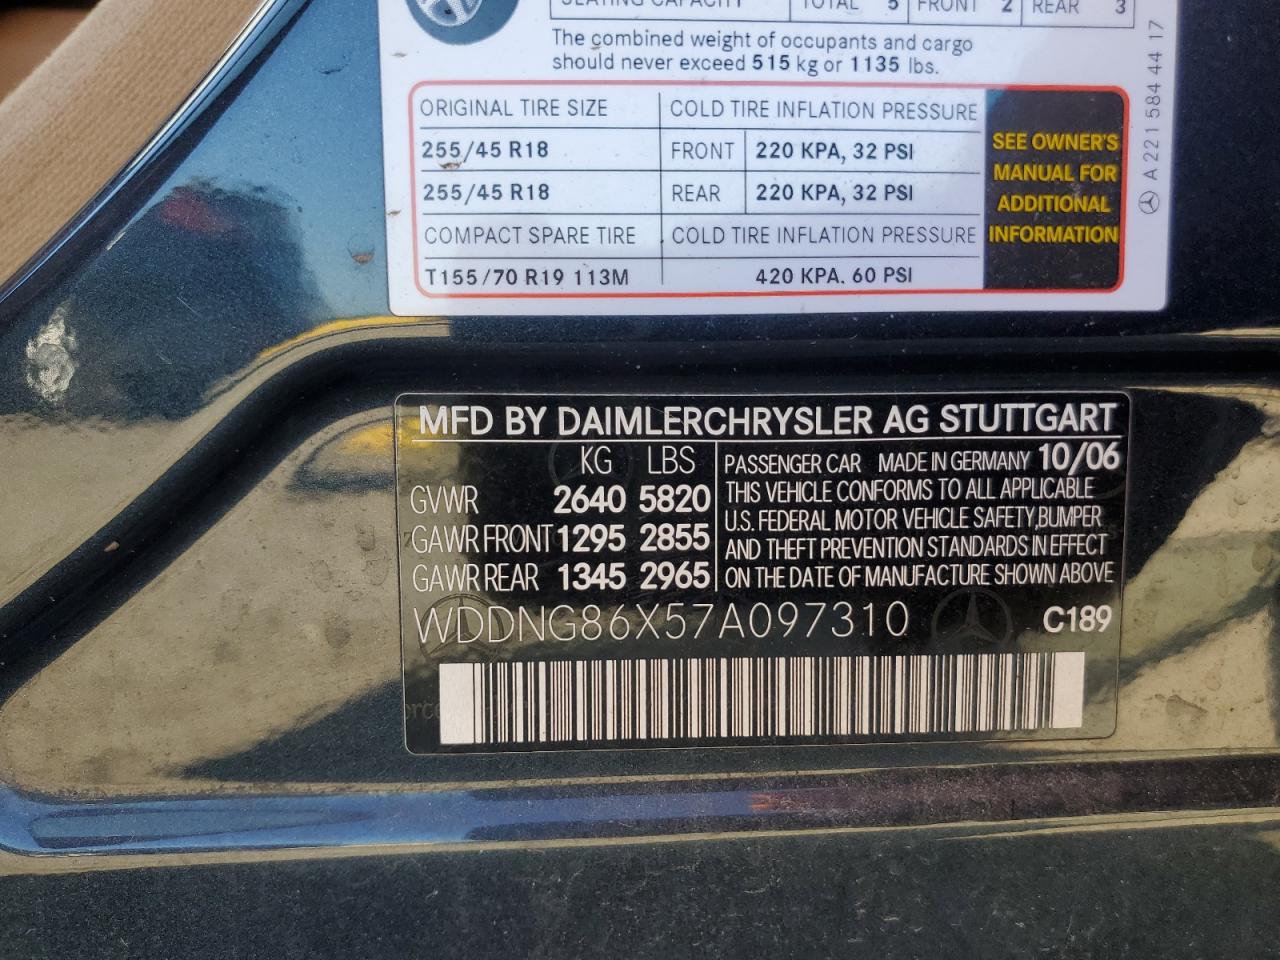 SEATING CAPACITY TOTAL 5 FRONT 2 REAR 3
The combined weight of occupants and cargo
should never exceed 515 kg or 1135 lbs.
ORIGINAL TIRE SIZE COLD TIRE INFLATION PRESSURE
255/45 R18 FRONT 220 KPA, 32 PSI
255/45 R18 REAR 220 KPA, 32 PSI
COMPACT SPARE TIRE COLD TIRE INFLATION PRESSURE
T155/70 R19 113M 420 KPA. 60 PSI
SEE OWNER'S
MANUAL FOR
ADDITIONAL
INFORMATION
A 221 584 44 17
MFD BY DAIMLERCHRYSLER AG STUTTGART
KG LBS
GVWR 2640 5820
GAWR FRONT 1295 2855
GAWR REAR 1345 2965
PASSENGER CAR MADE IN GERMANY 10/06
THIS VEHICLE CONFORMS TO ALL APPLICABLE
U.S. FEDERAL MOTOR VEHICLE SAFETY,BUMPER
AND THEFT PREVENTION STANDARDS IN EFFECT
ON THE DATE OF MANUFACTURE SHOWN ABOVE
WDDNG86X57A097310 C189